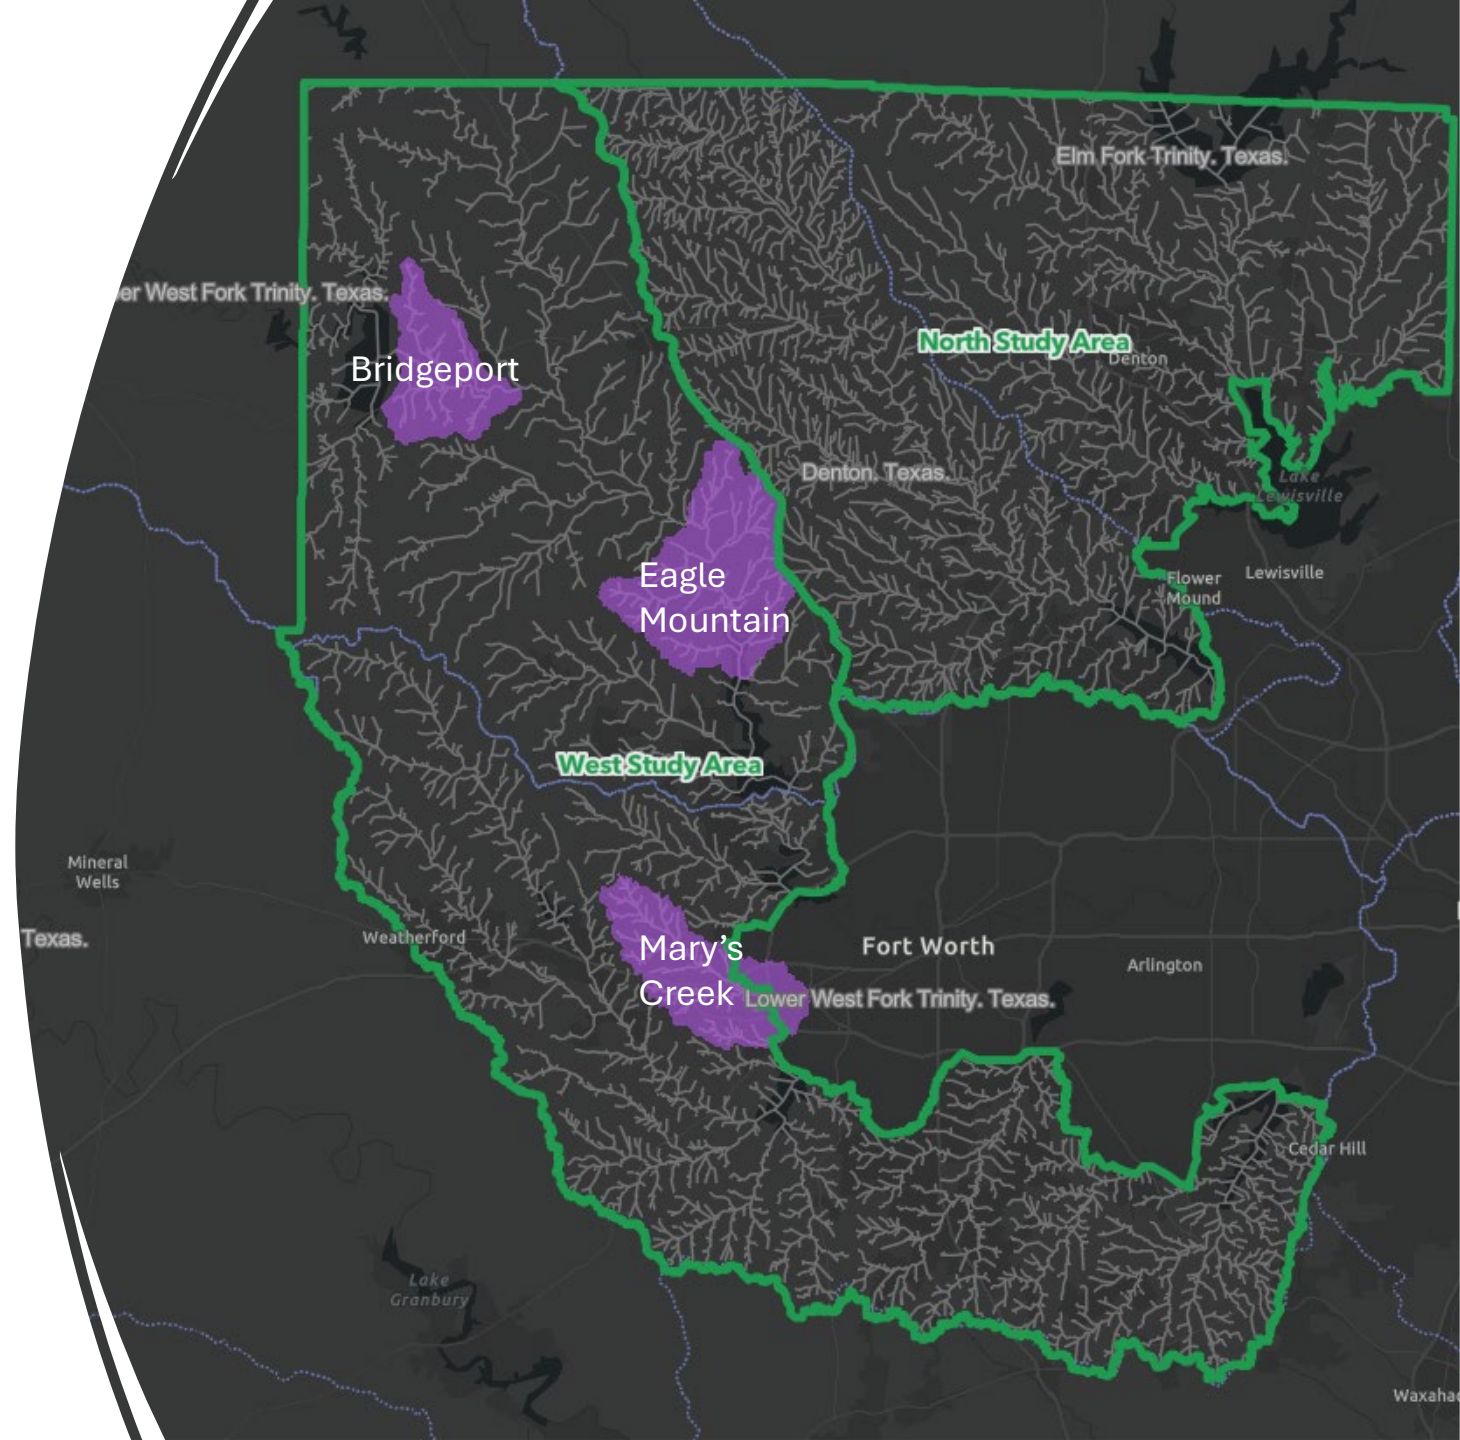 Elm Fork Trinity. Texas.
er West Fork Trinity. Texas.
North Study Area
Denton
Bridgeport
Denton. Texas.
Lake
Lewisville
Eagle
Mountain
Flower
Mound
Lewisville
West Study Area
Mineral
Wells
Texas.
Weatherford
Mary’s
Creek
Fort Worth
Arlington
Lower West Fork Trinity. Texas.
Cedar Hill
Lake
Granbury
Waxaha